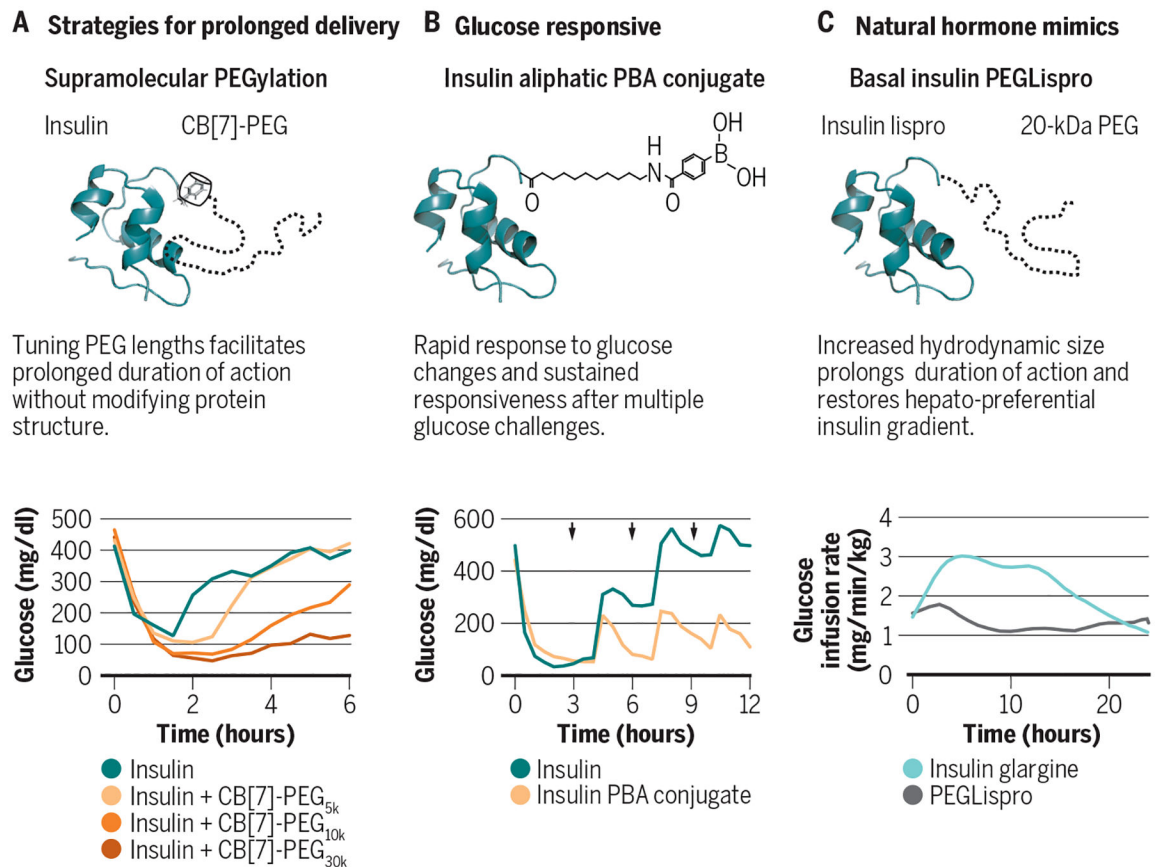 A Strategies for prolonged delivery
Supramolecular PEGylation
Insulin
CB[7]-PEG
Tuning PEG lengths facilitates
prolonged duration of action
without modifying protein
structure.
Glucose (mg/dl)
500
400
300
200
100
0
0
2
4
6
Time (hours)
Insulin
Insulin + CB[7]-PEG5k
Insulin + CB[7]-PEG10k
Insulin + CB[7]-PEG30k
B Glucose responsive
Insulin aliphatic PBA conjugate
O
H
N
O
OH
B
OH
Rapid response to glucose
changes and sustained
responsiveness after multiple
glucose challenges.
Glucose (mg/dl)
600
400
200
0
0
3
6
9
12
Time (hours)
Insulin
Insulin PBA conjugate
C Natural hormone mimics
Basal insulin PEGLispro
Insulin lispro
20-kDa PEG
Increased hydrodynamic size
prolongs duration of action and
restores hepato-preferential
insulin gradient.
Glucose
infusion rate
(mg/min/kg)
4
3
2
1
0
0
10
20
Time (hours)
Insulin glargine
PEGLispro